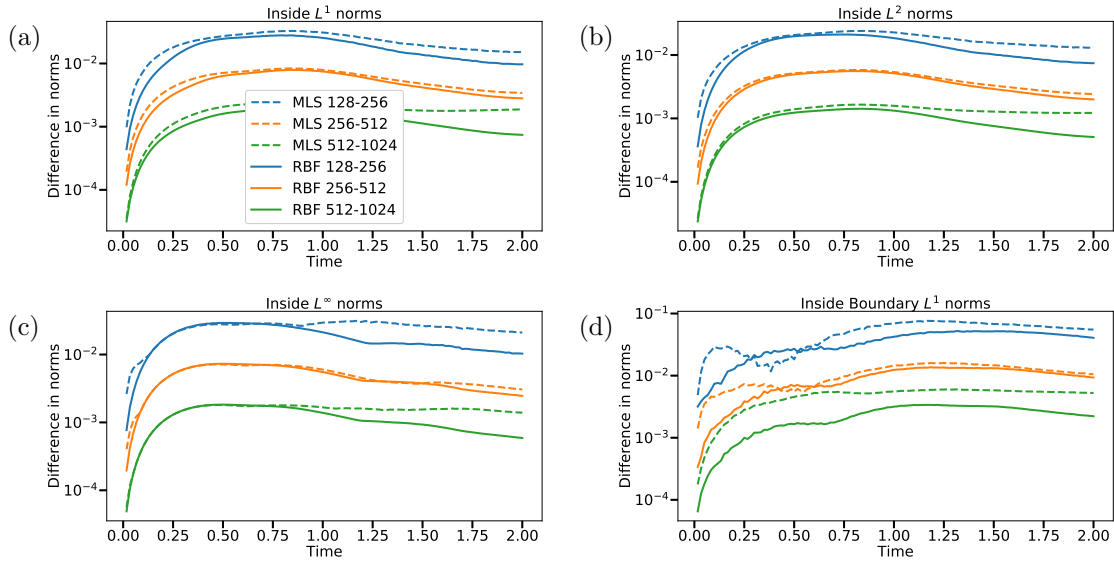 (a)
Inside L¹ norms
Difference in norms
10⁻²
10⁻³
10⁻⁴
MLS 128-256
MLS 256-512
MLS 512-1024
RBF 128-256
RBF 256-512
RBF 512-1024
0.00 0.25 0.50 0.75 1.00 1.25 1.50 1.75 2.00
Time
(b)
Inside L² norms
Difference in norms
10⁻²
10⁻³
10⁻⁴
0.00 0.25 0.50 0.75 1.00 1.25 1.50 1.75 2.00
Time
(c)
Inside L∞ norms
Difference in norms
10⁻²
10⁻³
10⁻⁴
0.00 0.25 0.50 0.75 1.00 1.25 1.50 1.75 2.00
Time
(d)
Inside Boundary L¹ norms
Difference in norms
10⁻¹
10⁻²
10⁻³
10⁻⁴
0.00 0.25 0.50 0.75 1.00 1.25 1.50 1.75 2.00
Time